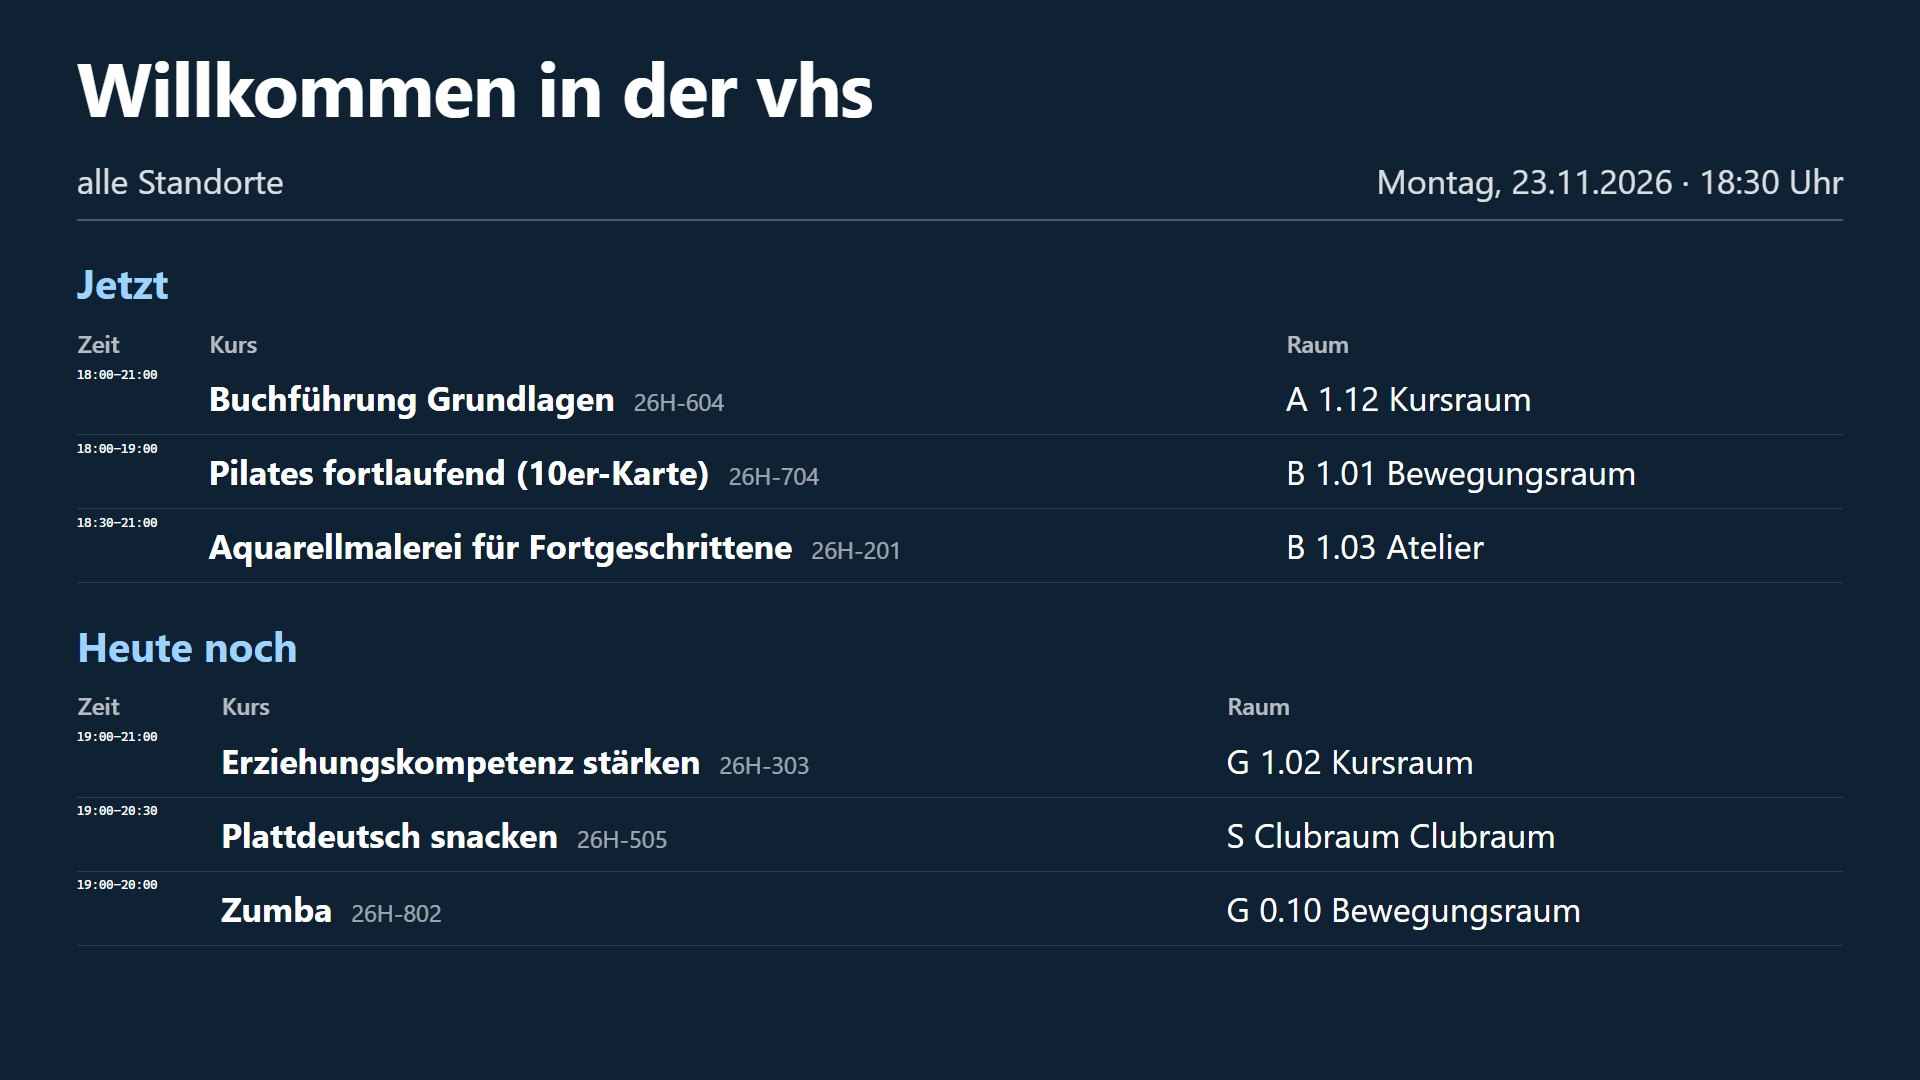 Willkommen in der vhs
alle Standorte Montag, 23.11.2026 · 18:30 Uhr
Jetzt
Zeit Kurs Raum
18:00–21:00 Buchführung Grundlagen 26H-604 A 1.12 Kursraum
18:00–19:00 Pilates fortlaufend (10er-Karte) 26H-704 B 1.01 Bewegungsraum
18:30–21:00 Aquarellmalerei für Fortgeschrittene 26H-201 B 1.03 Atelier
Heute noch
Zeit Kurs Raum
19:00–21:00 Erziehungskompetenz stärken 26H-303 G 1.02 Kursraum
19:00–20:30 Plattdeutsch snacken 26H-505 S Clubraum Clubraum
19:00–20:00 Zumba 26H-802 G 0.10 Bewegungsraum